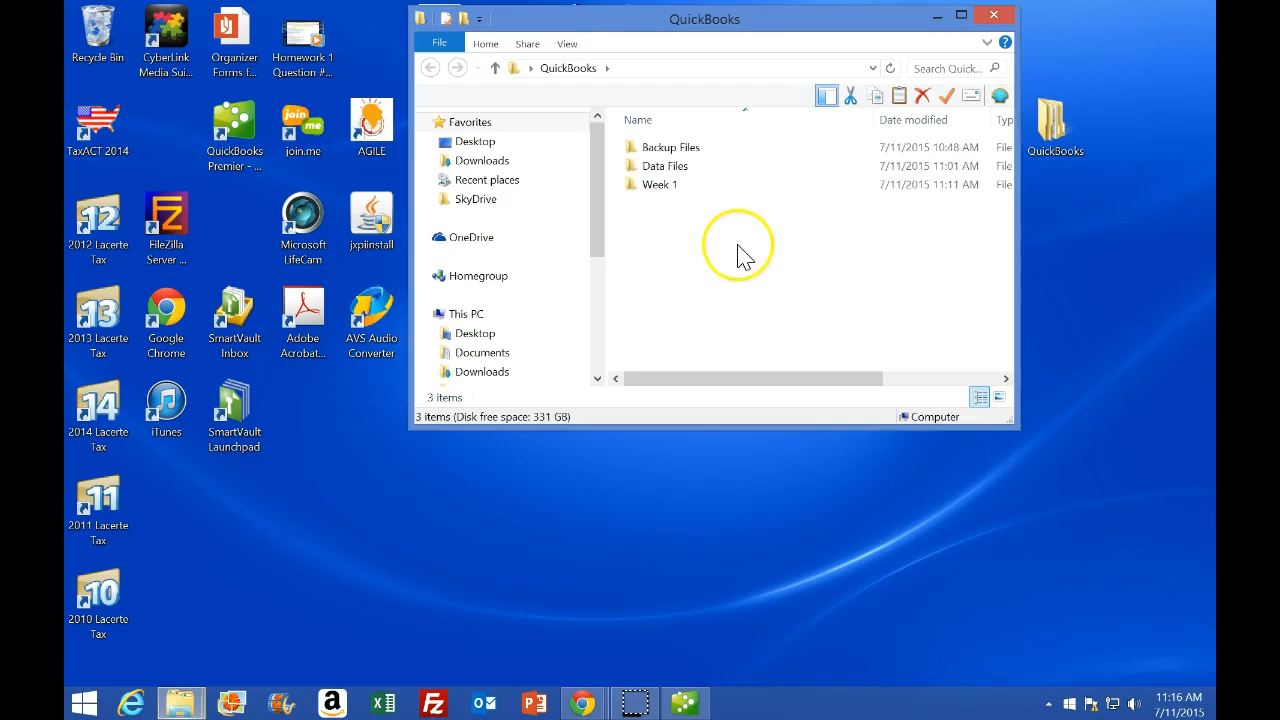 Recycle Bin
CyberLink
Media Sui...
Organizer
Forms f...
Homework 1
Question #...
TaxACT 2014
QuickBooks
Premier - ...
join.me
AGILE
12
2012 Lacerte
Tax
FileZilla
Server ...
Microsoft
LifeCam
jxpiinstall
13
2013 Lacerte
Tax
Google
Chrome
SmartVault
Inbox
Adobe
Acrobat...
AVS Audio
Converter
14
2014 Lacerte
Tax
iTunes
SmartVault
Launchpad
11
2011 Lacerte
Tax
10
2010 Lacerte
Tax
QuickBooks
File Home Share View
QuickBooks
Search Quick...
Favorites
Desktop
Downloads
Recent places
SkyDrive
OneDrive
Homegroup
This PC
Desktop
Documents
Downloads
Name Date modified Typ
Backup Files 7/11/2015 10:48 AM File
Data Files 7/11/2015 11:01 AM File
Week 1 7/11/2015 11:11 AM File
3 items
3 items (Disk free space: 331 GB) Computer
QuickBooks
11:16 AM
7/11/2015